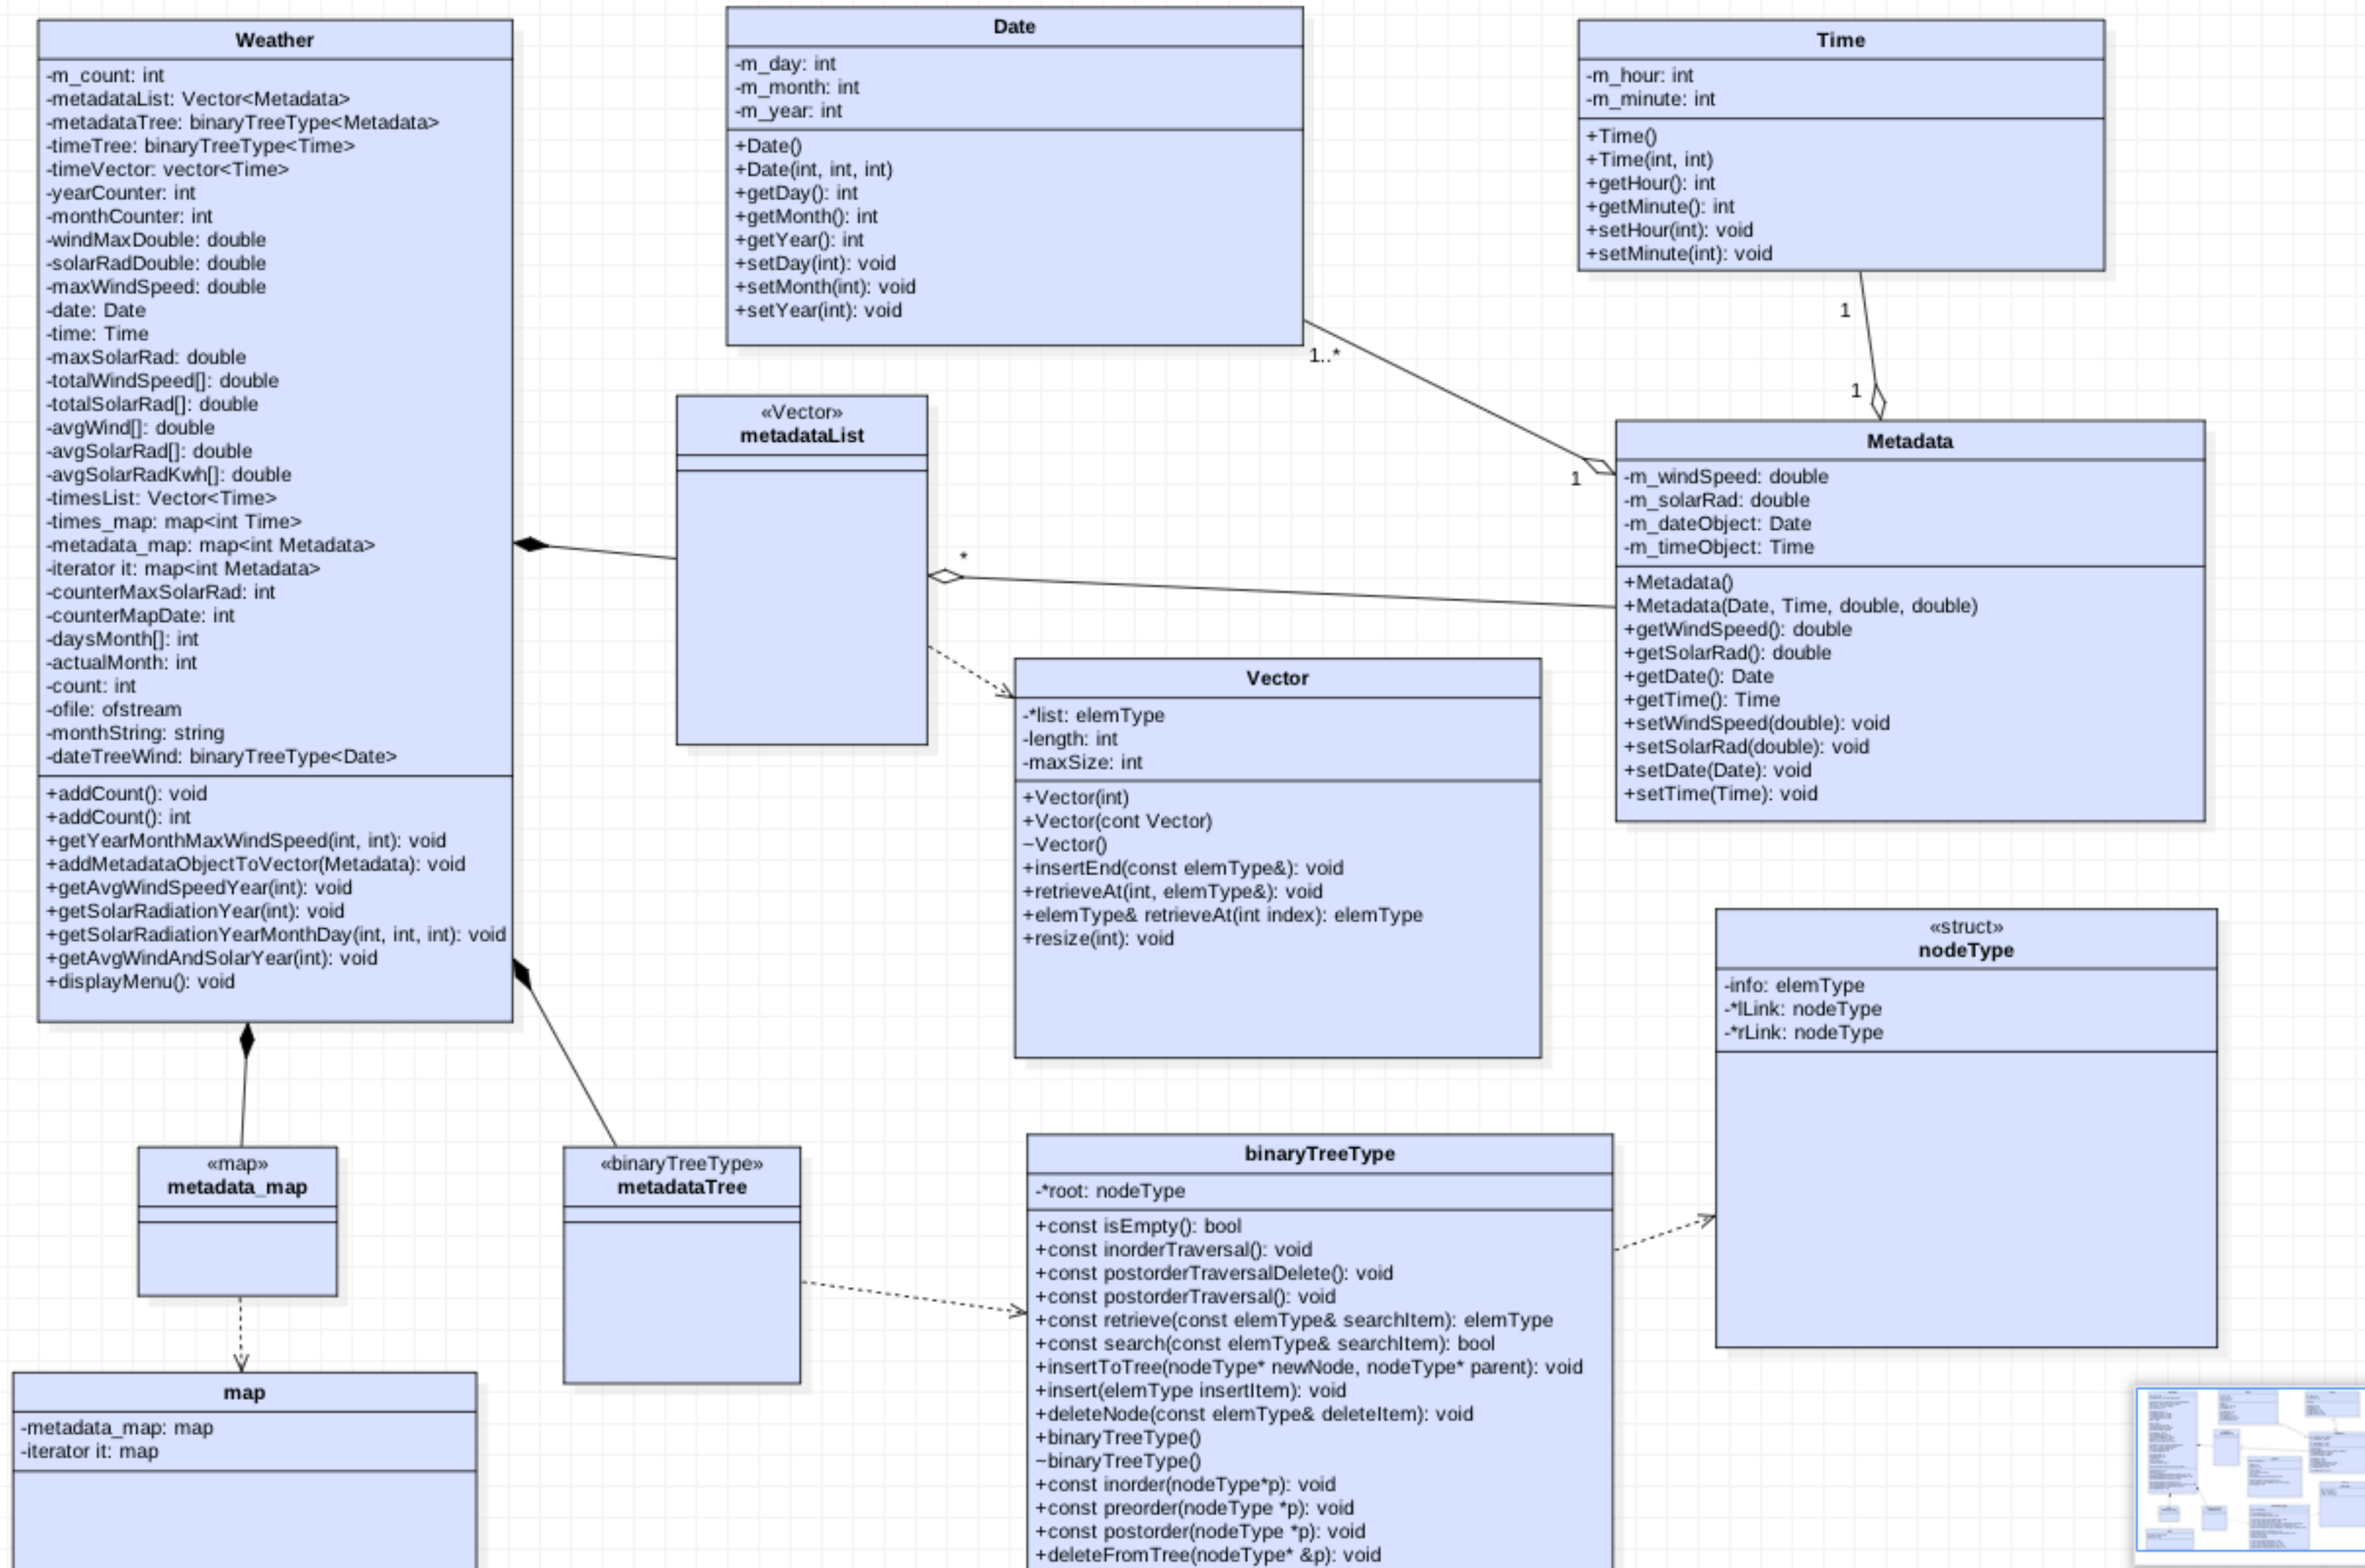 Weather
-m_count: int
-metadataList: Vector<Metadata>
-metadataTree: binaryTreeType<Metadata>
-timeTree: binaryTreeType<Time>
-timeVector: vector<Time>
-yearCounter: int
-monthCounter: int
-windMaxDouble: double
-solarRadDouble: double
-maxWindSpeed: double
-date: Date
-time: Time
-maxSolarRad: double
-totalWindSpeed[]: double
-totalSolarRad[]: double
-avgWind[]: double
-avgSolarRad[]: double
-avgSolarRadKwh[]: double
-timesList: Vector<Time>
-times_map: map<int Time>
-metadata_map: map<int Metadata>
-iterator it: map<int Metadata>
-counterMaxSolarRad: int
-counterMapDate: int
-daysMonth[]: int
-actualMonth: int
-count: int
-ofile: ofstream
-monthString: string
-dateTreeWind: binaryTreeType<Date>
+addCount(): void
+addCount(): int
+getYearMonthMaxWindSpeed(int, int): void
+addMetadataObjectToVector(Metadata): void
+getAvgWindSpeedYear(int): void
+getSolarRadiationYear(int): void
+getSolarRadiationYearMonthDay(int, int, int): void
+getAvgWindAndSolarYear(int): void
+displayMenu(): void
Date
-m_day: int
-m_month: int
-m_year: int
+Date()
+Date(int, int, int)
+getDay(): int
+getMonth(): int
+getYear(): int
+setDay(int): void
+setMonth(int): void
+setYear(int): void
Time
-m_hour: int
-m_minute: int
+Time()
+Time(int, int)
+getHour(): int
+getMinute(): int
+setHour(int): void
+setMinute(int): void
1
1
1..*
1
«Vector»
metadataList
*
Metadata
-m_windSpeed: double
-m_solarRad: double
-m_dateObject: Date
-m_timeObject: Time
+Metadata()
+Metadata(Date, Time, double, double)
+getWindSpeed(): double
+getSolarRad(): double
+getDate(): Date
+getTime(): Time
+setWindSpeed(double): void
+setSolarRad(double): void
+setDate(Date): void
+setTime(Time): void
Vector
-*list: elemType
-length: int
-maxSize: int
+Vector(int)
+Vector(cont Vector)
~Vector()
+insertEnd(const elemType&): void
+retrieveAt(int, elemType&): void
+elemType& retrieveAt(int index): elemType
+resize(int): void
«struct»
nodeType
-info: elemType
-*lLink: nodeType
-*rLink: nodeType
«map»
metadata_map
«binaryTreeType»
metadataTree
binaryTreeType
-*root: nodeType
+const isEmpty(): bool
+const inorderTraversal(): void
+const postorderTraversalDelete(): void
+const postorderTraversal(): void
+const retrieve(const elemType& searchItem): elemType
+const search(const elemType& searchItem): bool
+insertToTree(nodeType* newNode, nodeType* parent): void
+insert(elemType insertItem): void
+deleteNode(const elemType& deleteItem): void
+binaryTreeType()
~binaryTreeType()
+const inorder(nodeType*p): void
+const preorder(nodeType *p): void
+const postorder(nodeType *p): void
+deleteFromTree(nodeType* &p): void
map
-metadata_map: map
-iterator it: map